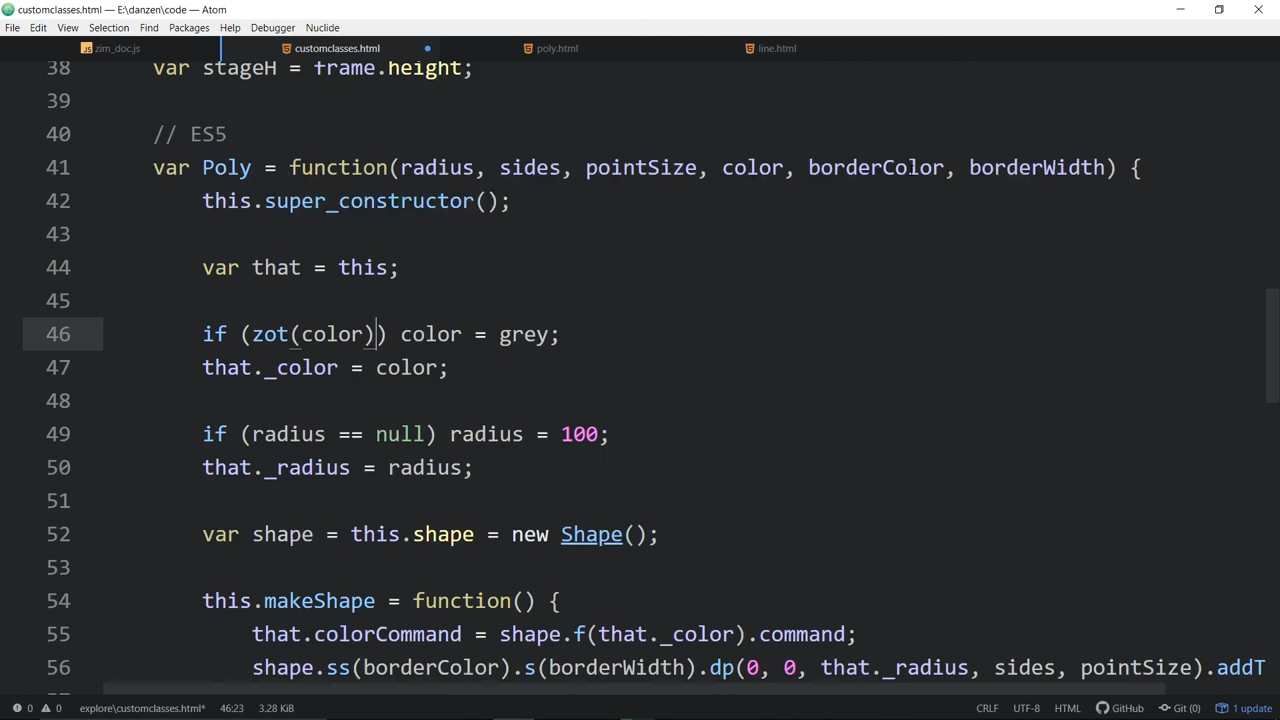 customclasses.html — E:\danzen\code — Atom
File Edit View Selection Find Packages Help Debugger Nuclide
zim_doc.js customclasses.html poly.html line.html
38 var stageH = frame.height;
39
40 // ES5
41 var Poly = function(radius, sides, pointSize, color, borderColor, borderWidth) {
42 this.super_constructor();
43
44 var that = this;
45
46 if (zot(color)) color = grey;
47 that._color = color;
48
49 if (radius == null) radius = 100;
50 that._radius = radius;
51
52 var shape = this.shape = new Shape();
53
54 this.makeShape = function() {
55 that.colorCommand = shape.f(that._color).command;
56 shape.ss(borderColor).s(borderWidth).dp(0, 0, that._radius, sides, pointSize).addT
0 0 explore\customclasses.html* 46:23 3.28 KiB CRLF UTF-8 HTML GitHub Git (0) 1 update